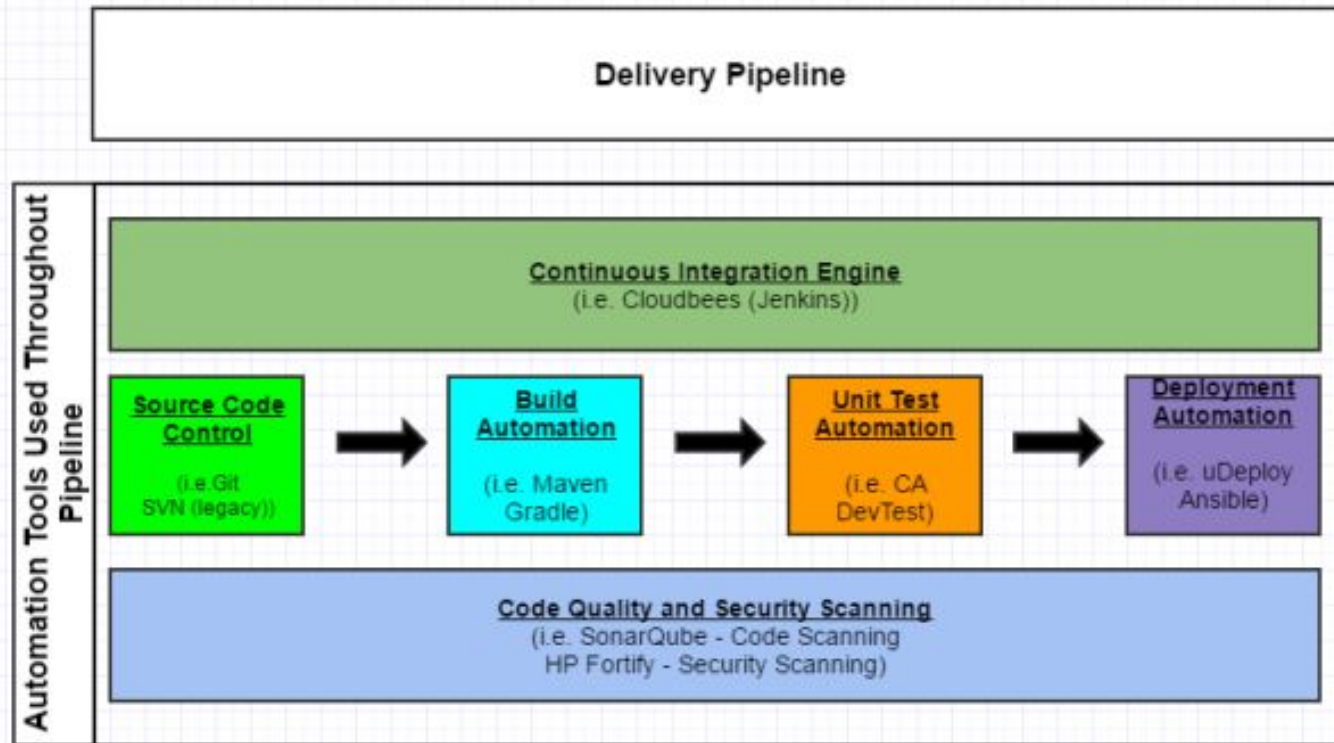 Delivery Pipeline
Automation Tools Used Throughout
Pipeline
Continuous Integration Engine
(i.e. Cloudbees (Jenkins))
Source Code
Control
(i.e.Git
SVN (legacy))
Build
Automation
(i.e. Maven
Gradle)
Unit Test
Automation
(i.e. CA
DevTest)
Deployment
Automation
(i.e. uDeploy
Ansible)
Code Quality and Security Scanning
(i.e. SonarQube - Code Scanning
HP Fortify - Security Scanning)